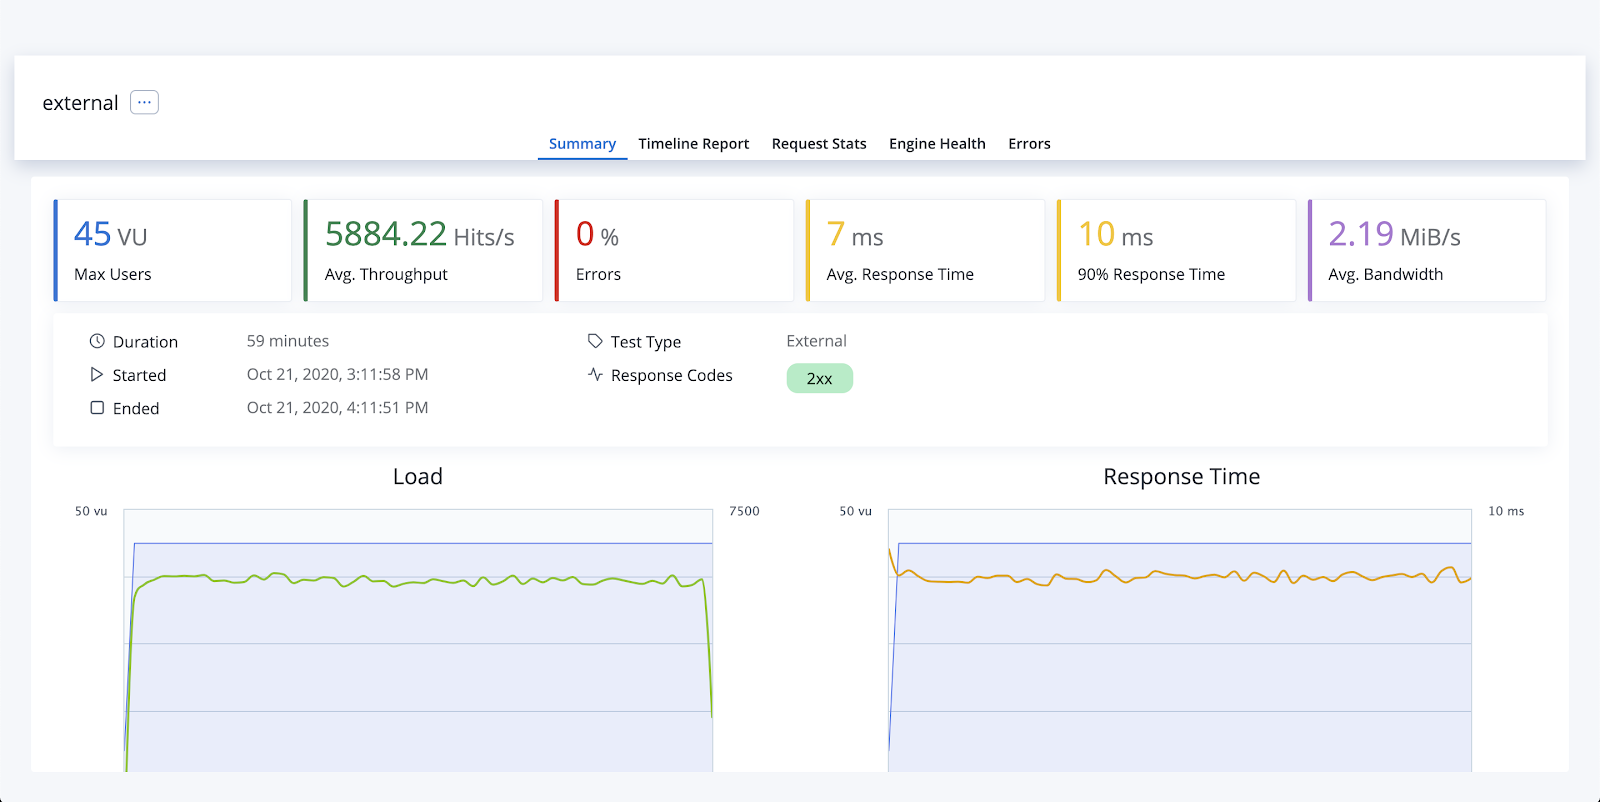 external ...
Summary Timeline Report Request Stats Engine Health Errors
45 VU
Max Users
5884.22 Hits/s
Avg. Throughput
0 %
Errors
7 ms
Avg. Response Time
10 ms
90% Response Time
2.19 MiB/s
Avg. Bandwidth
Duration 59 minutes
Started Oct 21, 2020, 3:11:58 PM
Ended Oct 21, 2020, 4:11:51 PM
Test Type External
Response Codes 2xx
Load
50 vu 7500
Response Time
50 vu 10 ms